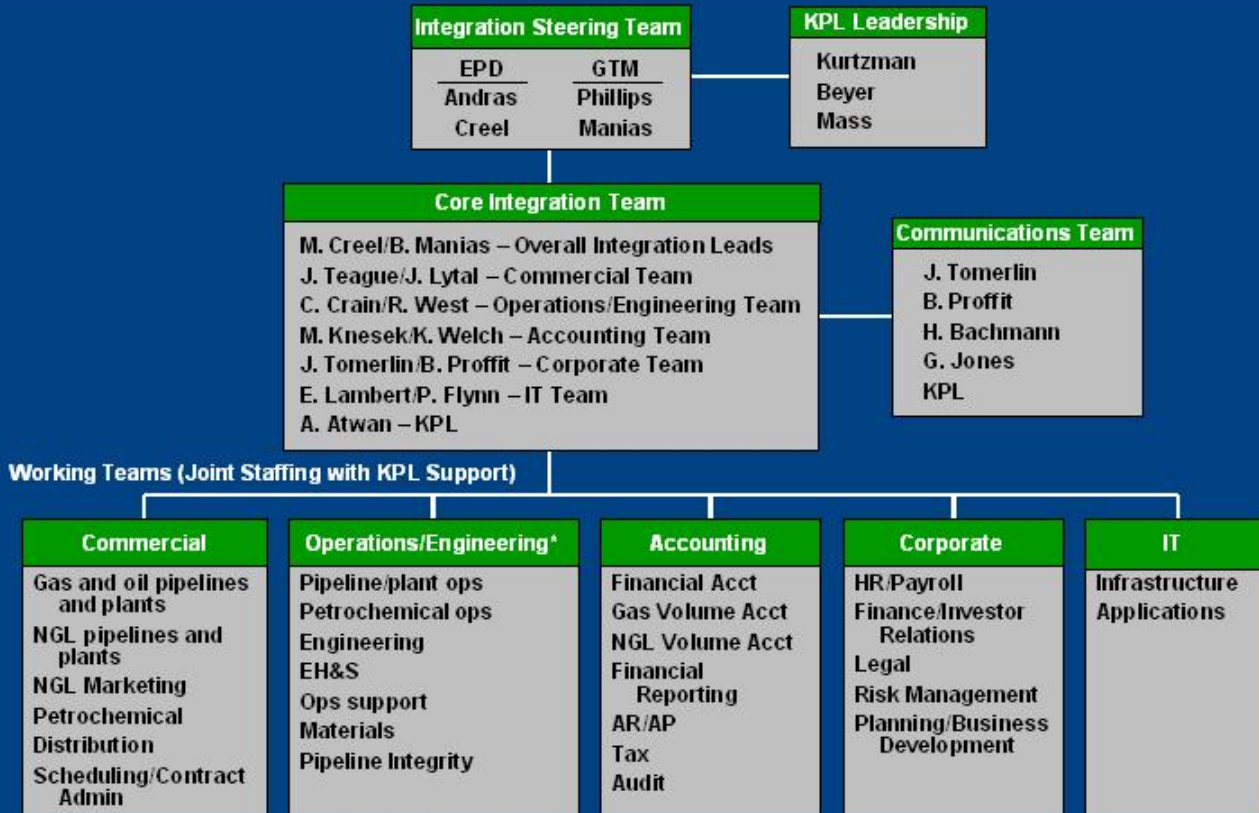 Integration Steering Team
EPD GTM
Andras Phillips
Creel Manias
KPL Leadership
Kurtzman
Beyer
Mass
Core Integration Team
M. Creel/B. Manias – Overall Integration Leads
J. Teague/J. Lytal – Commercial Team
C. Crain/R. West – Operations/Engineering Team
M. Knesek/K. Welch – Accounting Team
J. Tomerlin/B. Proffit – Corporate Team
E. Lambert/P. Flynn – IT Team
A. Atwan – KPL
Communications Team
J. Tomerlin
B. Proffit
H. Bachmann
G. Jones
KPL
Working Teams (Joint Staffing with KPL Support)
Commercial
Gas and oil pipelines
and plants
NGL pipelines and
plants
NGL Marketing
Petrochemical
Distribution
Scheduling/Contract
Admin
Operations/Engineering*
Pipeline/plant ops
Petrochemical ops
Engineering
EH&S
Ops support
Materials
Pipeline Integrity
Accounting
Financial Acct
Gas Volume Acct
NGL Volume Acct
Financial
Reporting
AR/AP
Tax
Audit
Corporate
HR/Payroll
Finance/Investor
Relations
Legal
Risk Management
Planning/Business
Development
IT
Infrastructure
Applications